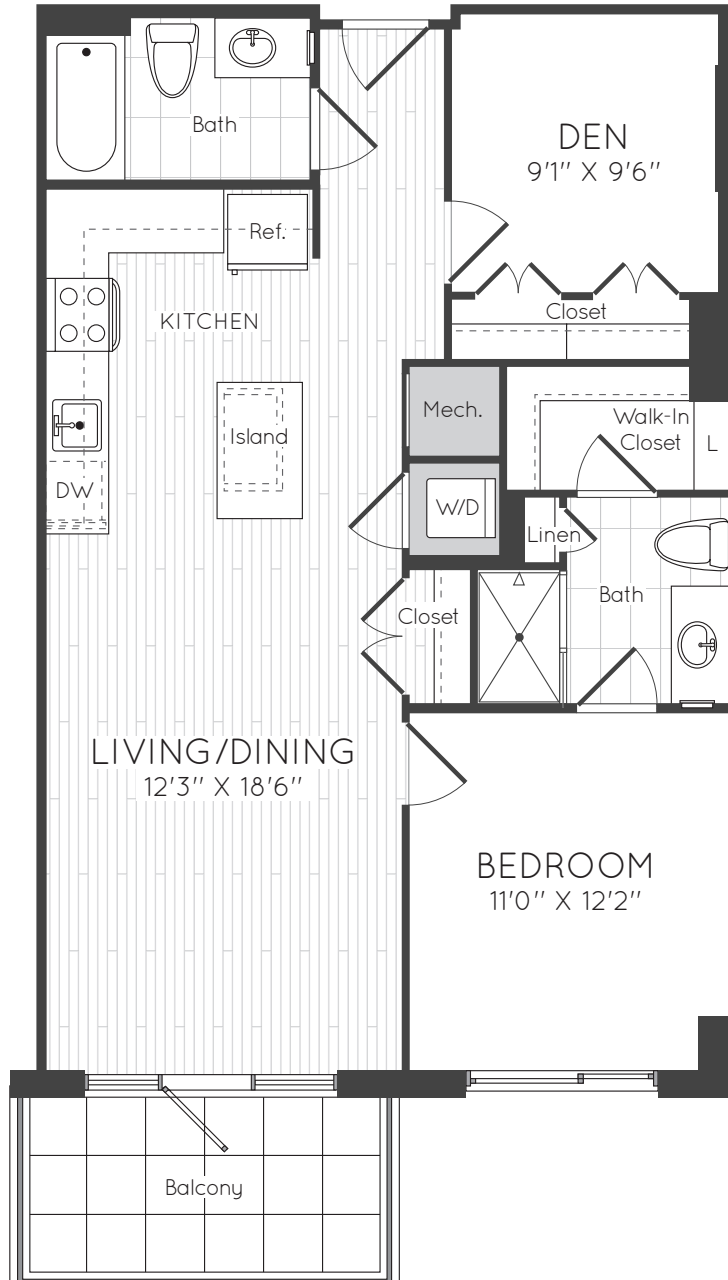 Bath
DEN
9'1" X 9'6"
Ref.
Closet
KITCHEN
Mech.
Walk-In
Closet
L
Island
DW
W/D
Linen
Bath
Closet
LIVING/DINING
12'3" X 18'6"
BEDROOM
11'0" X 12'2"
Balcony